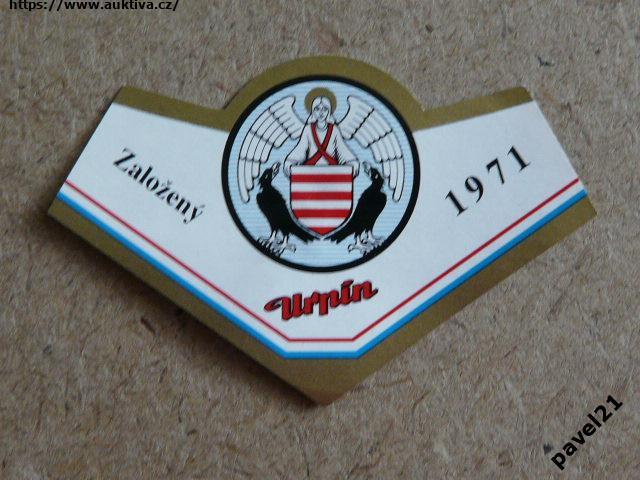 https://www.auktiva.cz/
Založený
1971
Urpín
pavel21